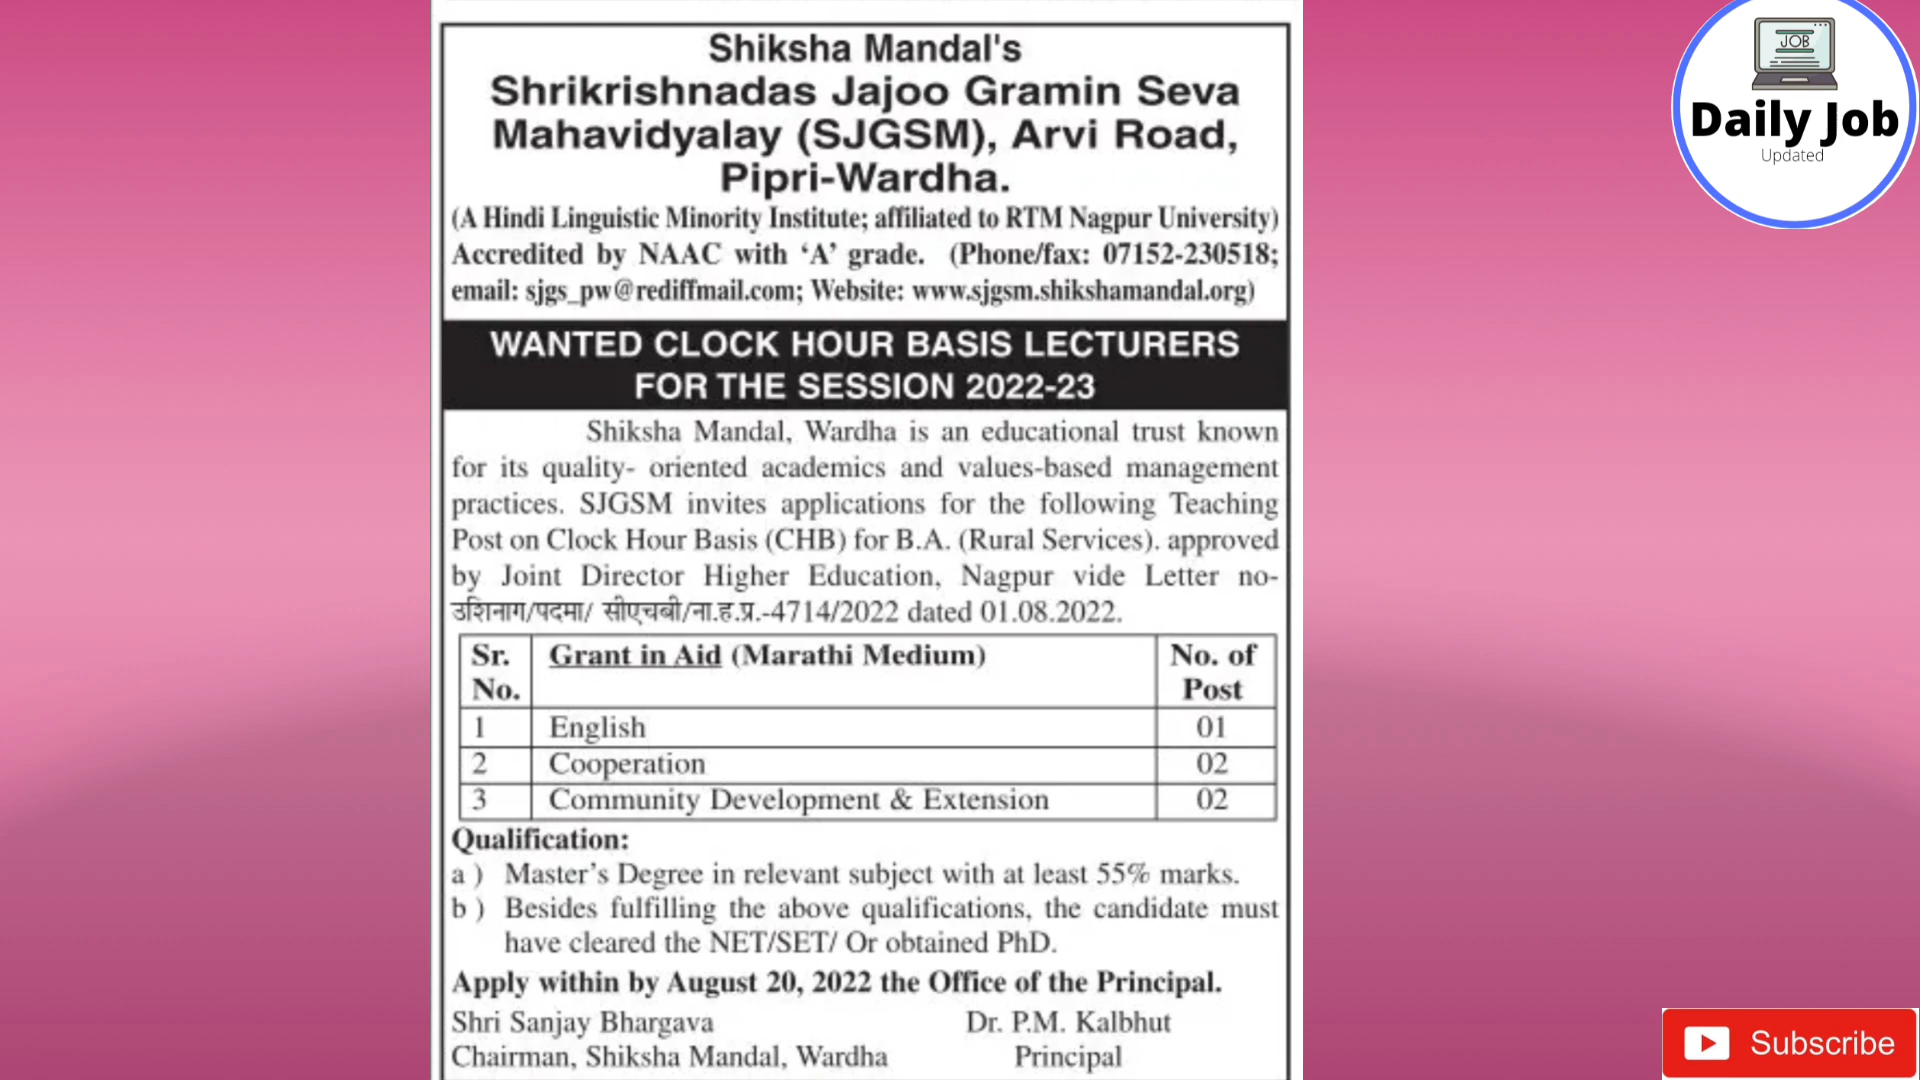 Shiksha Mandal's
Shrikrishnadas Jajoo Gramin Seva
Mahavidyalay (SJGSM), Arvi Road,
Pipri-Wardha.
(A Hindi Linguistic Minority Institute; affiliated to RTM Nagpur University)
Accredited by NAAC with ‘A’ grade. (Phone/fax: 07152-230518;
email: sjgs_pw@rediffmail.com; Website: www.sjgsm.shikshamandal.org)
WANTED CLOCK HOUR BASIS LECTURERS
FOR THE SESSION 2022-23
Shiksha Mandal, Wardha is an educational trust known
for its quality- oriented academics and values-based management
practices. SJGSM invites applications for the following Teaching
Post on Clock Hour Basis (CHB) for B.A. (Rural Services). approved
by Joint Director Higher Education, Nagpur vide Letter no-
उशिनाग/पदमा/ सीएचबी/ना.ह.प्र.-4714/2022 dated 01.08.2022.
Sr. No. Grant in Aid (Marathi Medium) No. of Post
1 English 01
2 Cooperation 02
3 Community Development & Extension 02
Qualification:
a ) Master’s Degree in relevant subject with at least 55% marks.
b ) Besides fulfilling the above qualifications, the candidate must
have cleared the NET/SET/ Or obtained PhD.
Apply within by August 20, 2022 the Office of the Principal.
Shri Sanjay Bhargava Dr. P.M. Kalbhut
Chairman, Shiksha Mandal, Wardha Principal
JOB
Daily Job
Updated
Subscribe